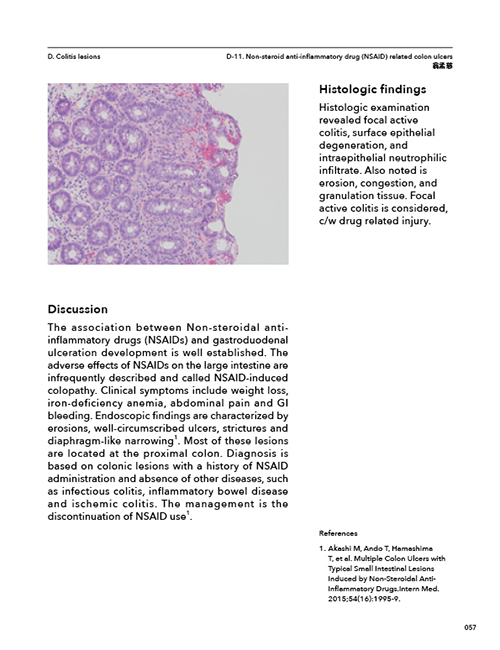 D. Colitis lesions
D-11. Non-steroid anti-inflammatory drug (NSAID) related colon ulcers
Histologic findings
Histologic examination
revealed focal active
colitis, surface epithelial
degeneration, and
intraepithelial neutrophilic
infiltrate. Also noted is
erosion, congestion, and
granulation tissue. Focal
active colitis is considered,
c/w drug related injury.
Discussion
The association between Non-steroidal anti-
inflammatory drugs (NSAIDs) and gastroduodenal
ulceration development is well established. The
adverse effects of NSAIDs on the large intestine are
infrequently described and called NSAID-induced
colopathy. Clinical symptoms include weight loss,
iron-deficiency anemia, abdominal pain and GI
bleeding. Endoscopic findings are characterized by
erosions, well-circumscribed ulcers, strictures and
diaphragm-like narrowing¹. Most of these lesions
are located at the proximal colon. Diagnosis is
based on colonic lesions with a history of NSAID
administration and absence of other diseases, such
as infectious colitis, inflammatory bowel disease
and ischemic colitis. The management is the
discontinuation of NSAID use¹.
References
1. Akashi M, Ando T, Hamashima
T, et al. Multiple Colon Ulcers with
Typical Small Intestinal Lesions
Induced by Non-Steroidal Anti-
Inflammatory Drugs.Intern Med.
2015;54(16):1995-9.
057